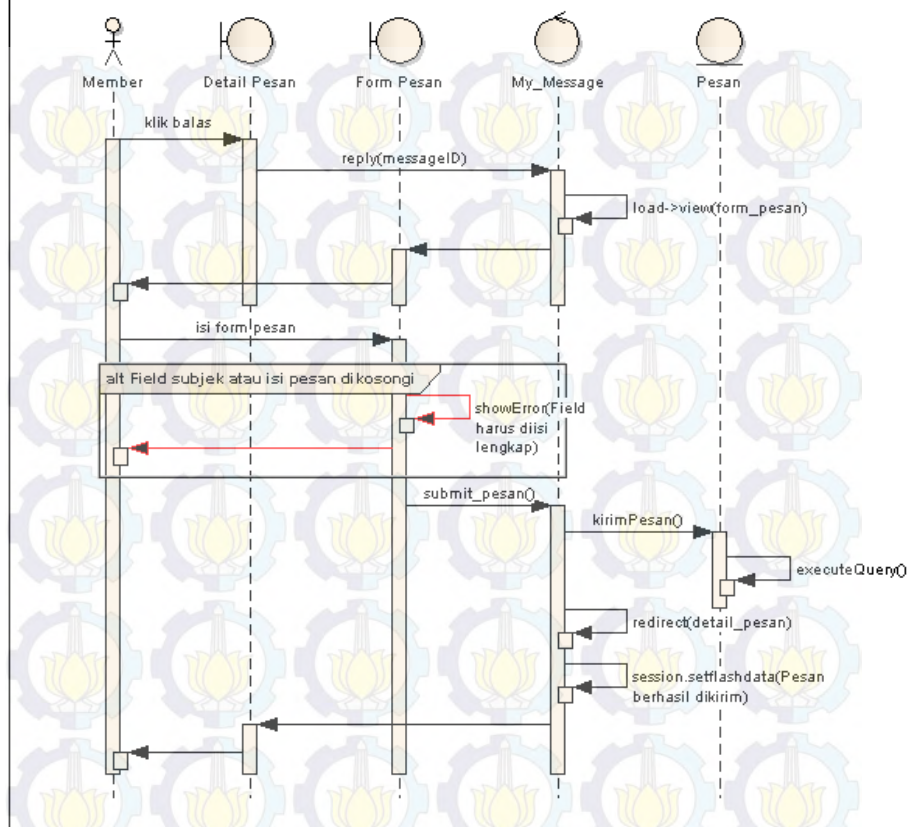 Member
Detail Pesan
Form Pesan
My_Message
Pesan
klik balas
reply(messageID)
load->view(form_pesan)
isi form pesan
alt Field subjek atau isi pesan dikosongi
showError(Field
harus diisi
lengkap)
submit_pesan()
kirimPesan()
executeQuery()
redirect(detail_pesan)
session.setflashdata(Pesan
berhasil dikirim)